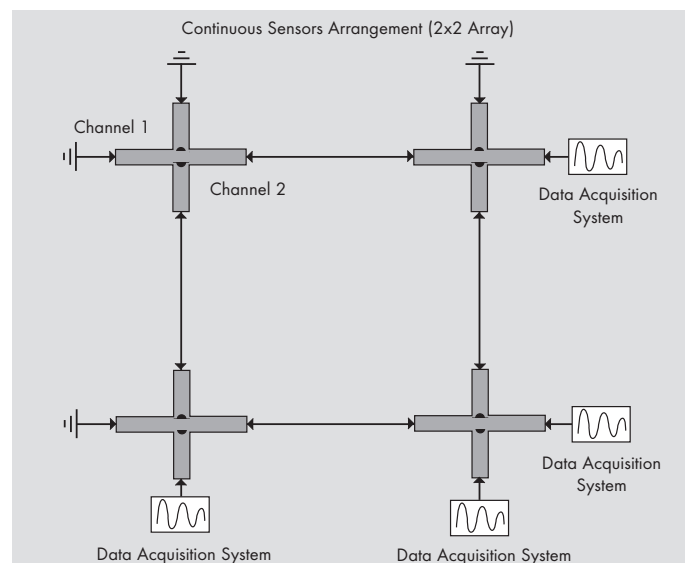 Continuous Sensors Arrangement (2x2 Array)
Channel 1
Channel 2
Data Acquisition
System
Data Acquisition
System
Data Acquisition System
Data Acquisition System